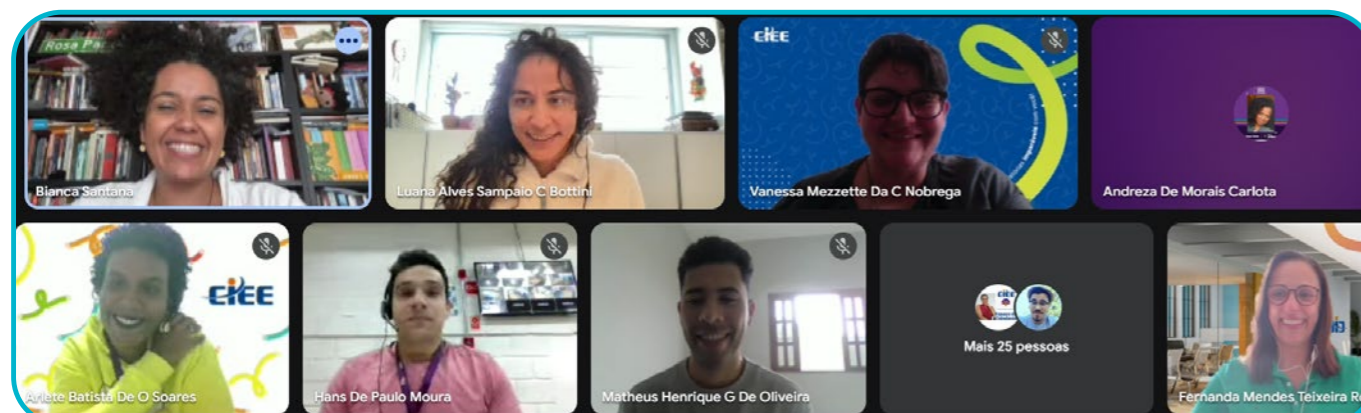 Rosa
CIEE
Bianca Santana
Luana Alves Sampaio C Bottini
Vanessa Mezzette Da C Nobrega
Andreza De Morais Carlota
CIEE
Mais 25 pessoas
Arlete Batista De O Soares
Hans De Paulo Moura
Matheus Henrique G De Oliveira
Fernanda Mendes Teixeira R